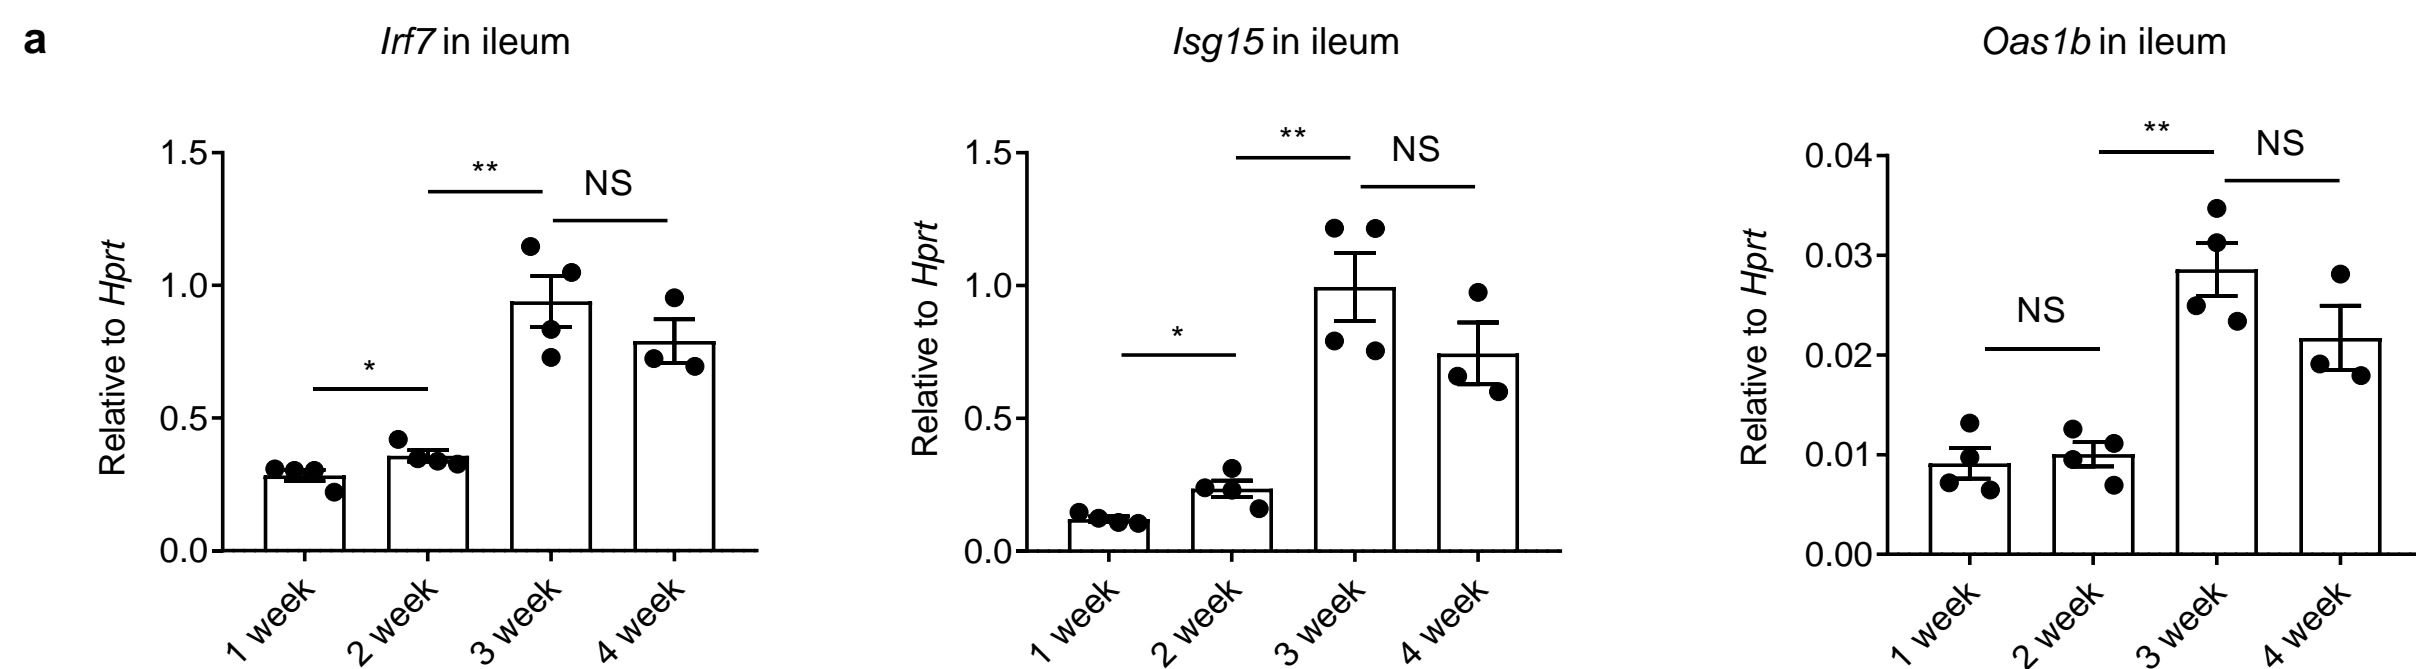 a
Irf7 in ileum
Relative to Hprt
1.5
1.0
0.5
0.0
*
**
NS
1 week
2 week
3 week
4 week
Isg15 in ileum
Relative to Hprt
1.5
1.0
0.5
0.0
*
**
NS
1 week
2 week
3 week
4 week
Oas1b in ileum
Relative to Hprt
0.04
0.03
0.02
0.01
0.00
NS
**
NS
1 week
2 week
3 week
4 week